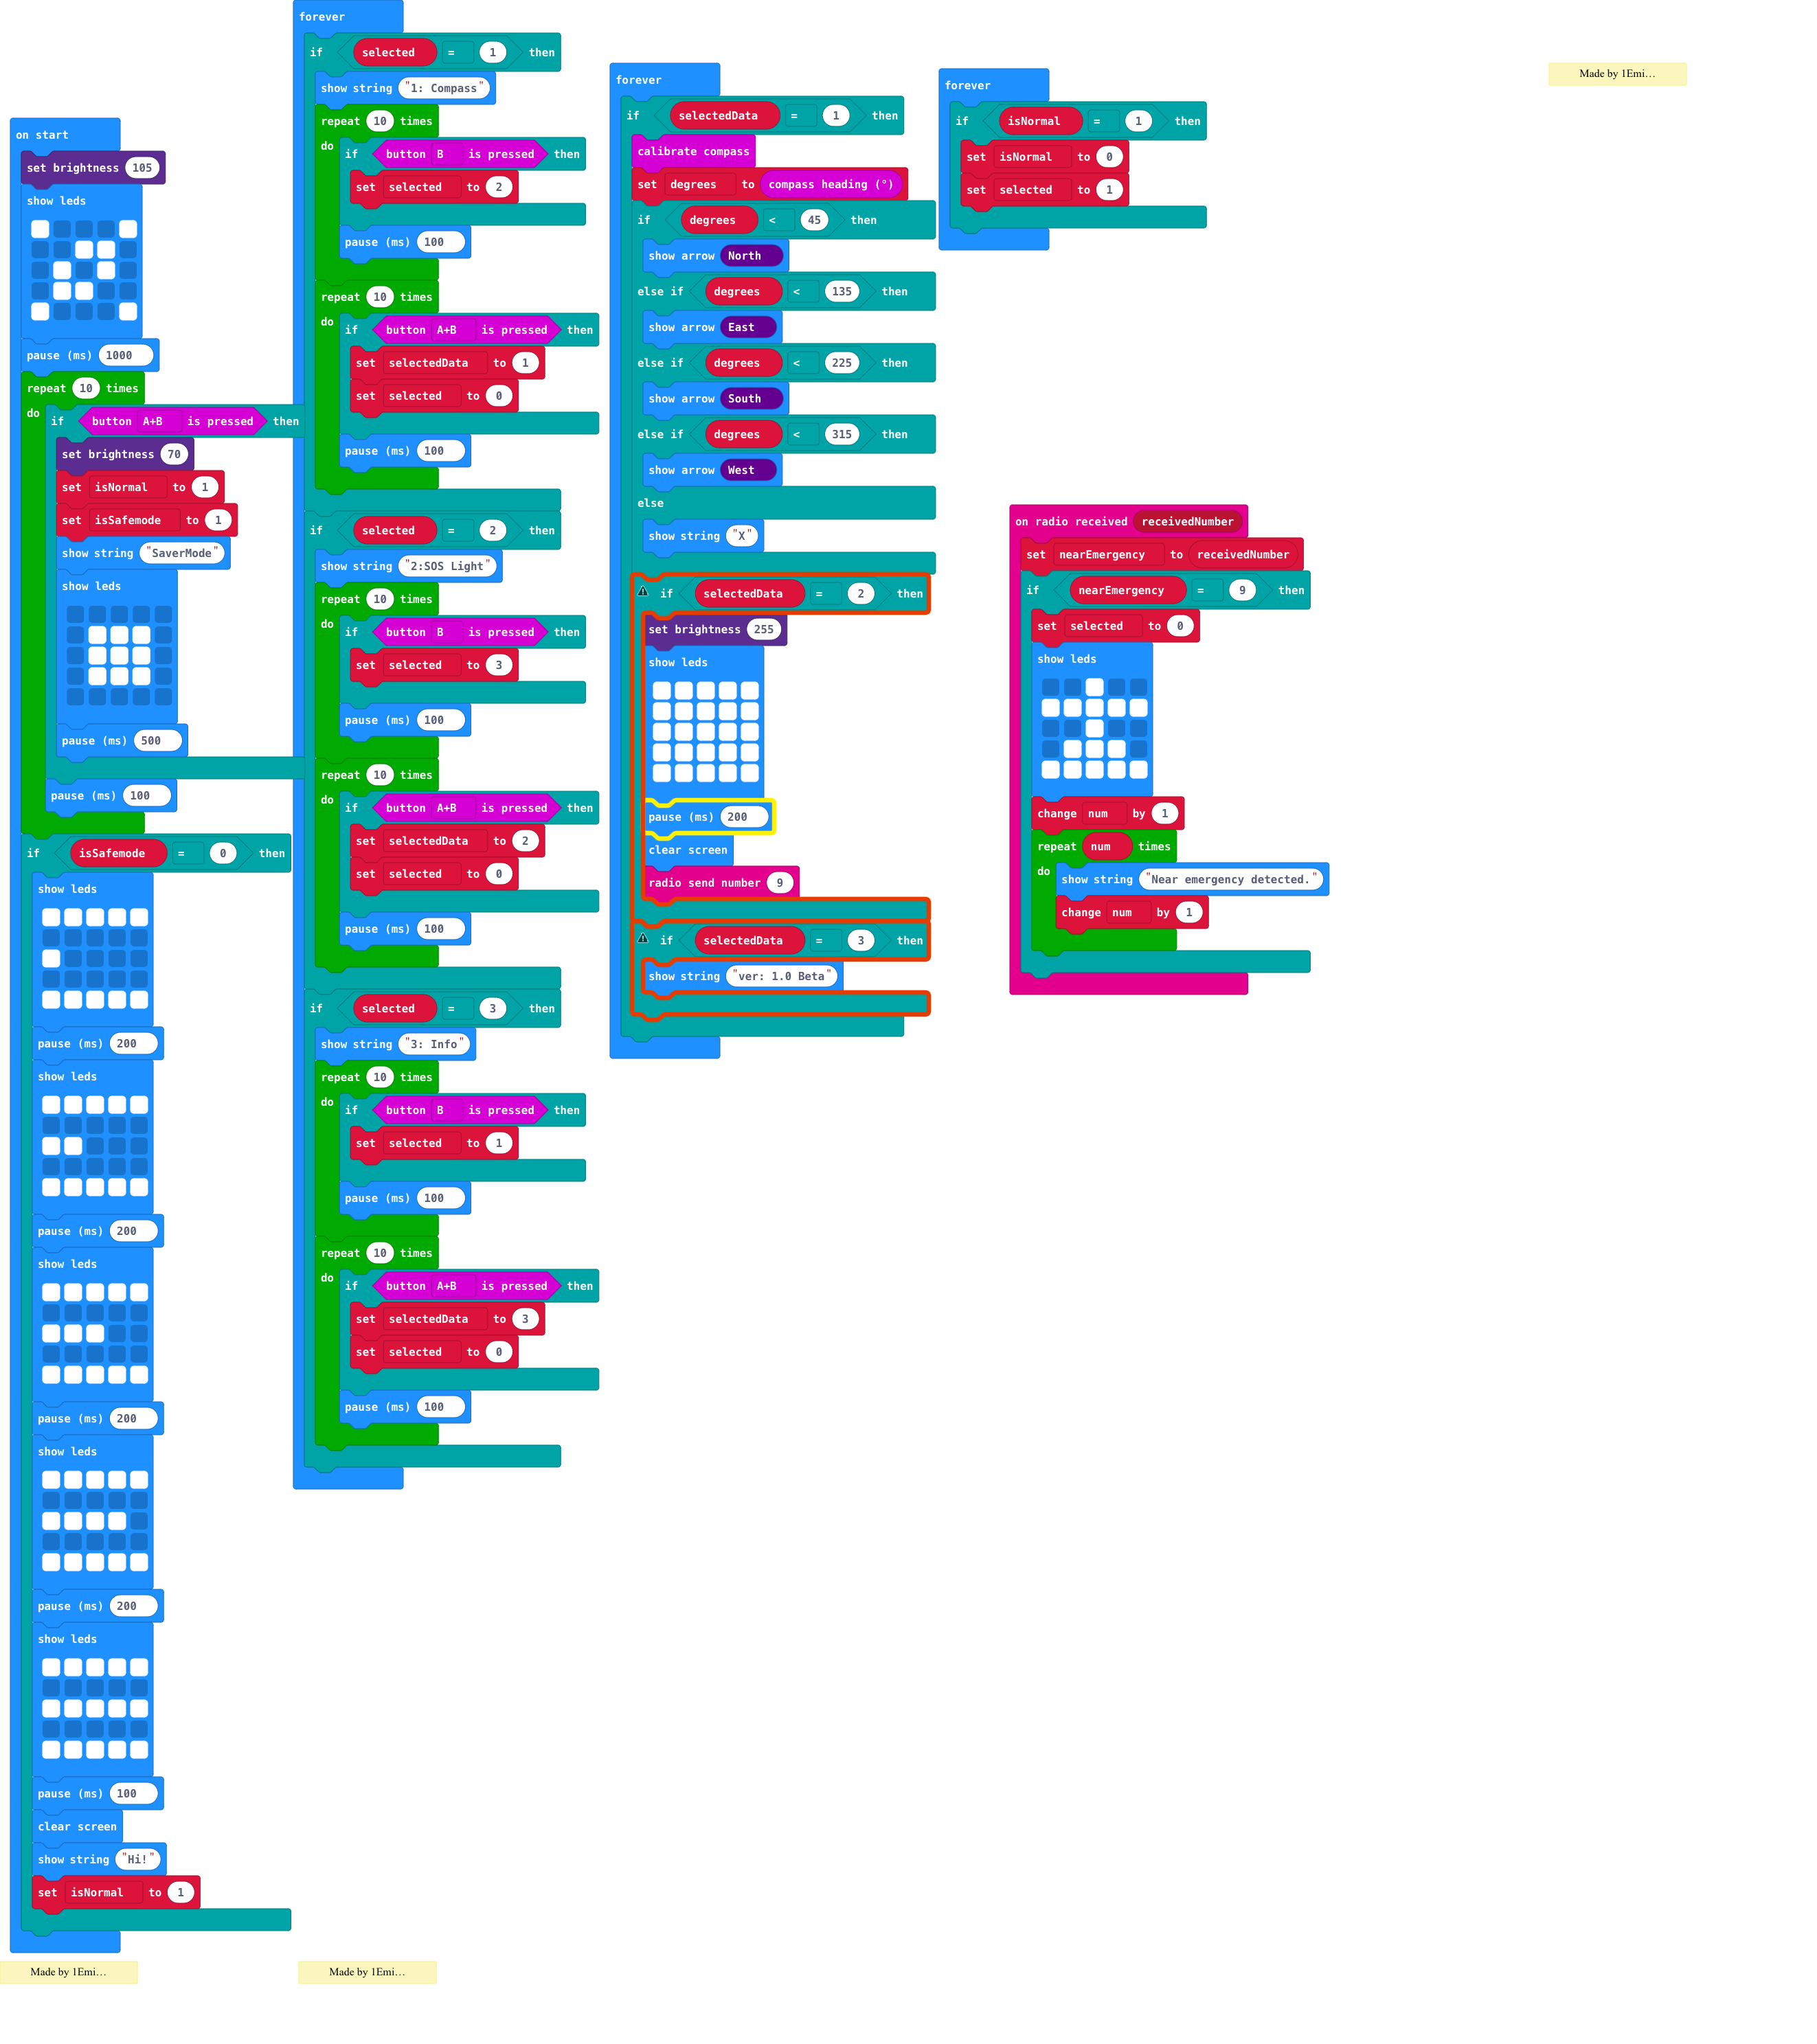 on start
set brightness 105
show leds
pause (ms) 1000
repeat 10 times
do if button A+B is pressed then
set brightness 70
set isNormal to 1
set isSafemode to 1
show string "SaverMode"
show leds
pause (ms) 500
pause (ms) 100
if isSafemode = 0 then
show leds
pause (ms) 200
show leds
pause (ms) 200
show leds
pause (ms) 200
show leds
pause (ms) 200
show leds
pause (ms) 100
clear screen
show string "Hi!"
set isNormal to 1
Made by 1Emi…
forever
if selected = 1 then
show string "1: Compass"
repeat 10 times
do if button B is pressed then
set selected to 2
pause (ms) 100
repeat 10 times
do if button A+B is pressed then
set selectedData to 1
set selected to 0
pause (ms) 100
if selected = 2 then
show string "2:SOS Light"
repeat 10 times
do if button B is pressed then
set selected to 3
pause (ms) 100
repeat 10 times
do if button A+B is pressed then
set selectedData to 2
set selected to 0
pause (ms) 100
if selected = 3 then
show string "3: Info"
repeat 10 times
do if button B is pressed then
set selected to 1
pause (ms) 100
repeat 10 times
do if button A+B is pressed then
set selectedData to 3
set selected to 0
pause (ms) 100
Made by 1Emi…
forever
if selectedData = 1 then
calibrate compass
set degrees to compass heading (°)
if degrees < 45 then
show arrow North
else if degrees < 135 then
show arrow East
else if degrees < 225 then
show arrow South
else if degrees < 315 then
show arrow West
else
show string "X"
if selectedData = 2 then
set brightness 255
show leds
pause (ms) 200
clear screen
radio send number 9
if selectedData = 3 then
show string "ver: 1.0 Beta"
forever
if isNormal = 1 then
set isNormal to 0
set selected to 1
on radio received receivedNumber
set nearEmergency to receivedNumber
if nearEmergency = 9 then
set selected to 0
show leds
change num by 1
repeat num times
do show string "Near emergency detected."
change num by 1
Made by 1Emi…